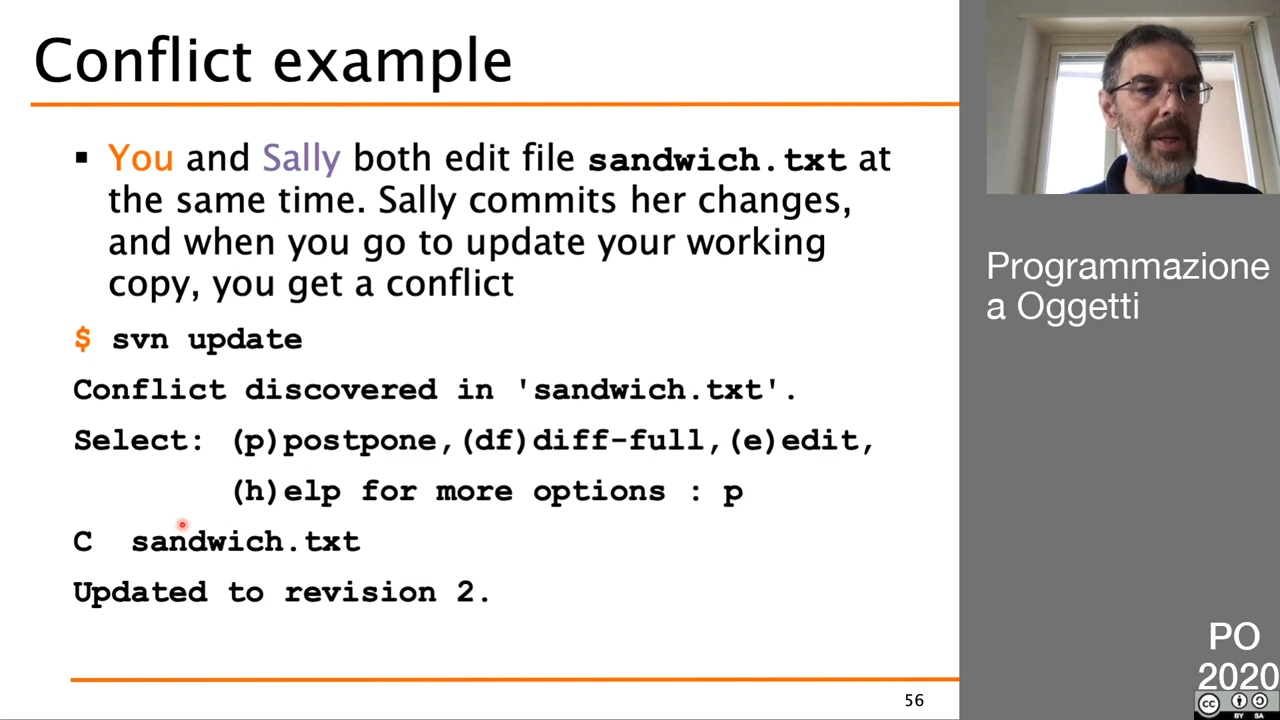 Conflict example
▪ You and Sally both edit file sandwich.txt at
the same time. Sally commits her changes,
and when you go to update your working
copy, you get a conflict
$ svn update
Conflict discovered in 'sandwich.txt'.
Select: (p)postpone,(df)diff-full,(e)edit,
(h)elp for more options : p
C sandwich.txt
Updated to revision 2.
56
Programmazione
a Oggetti
PO
2020
cc
BY SA